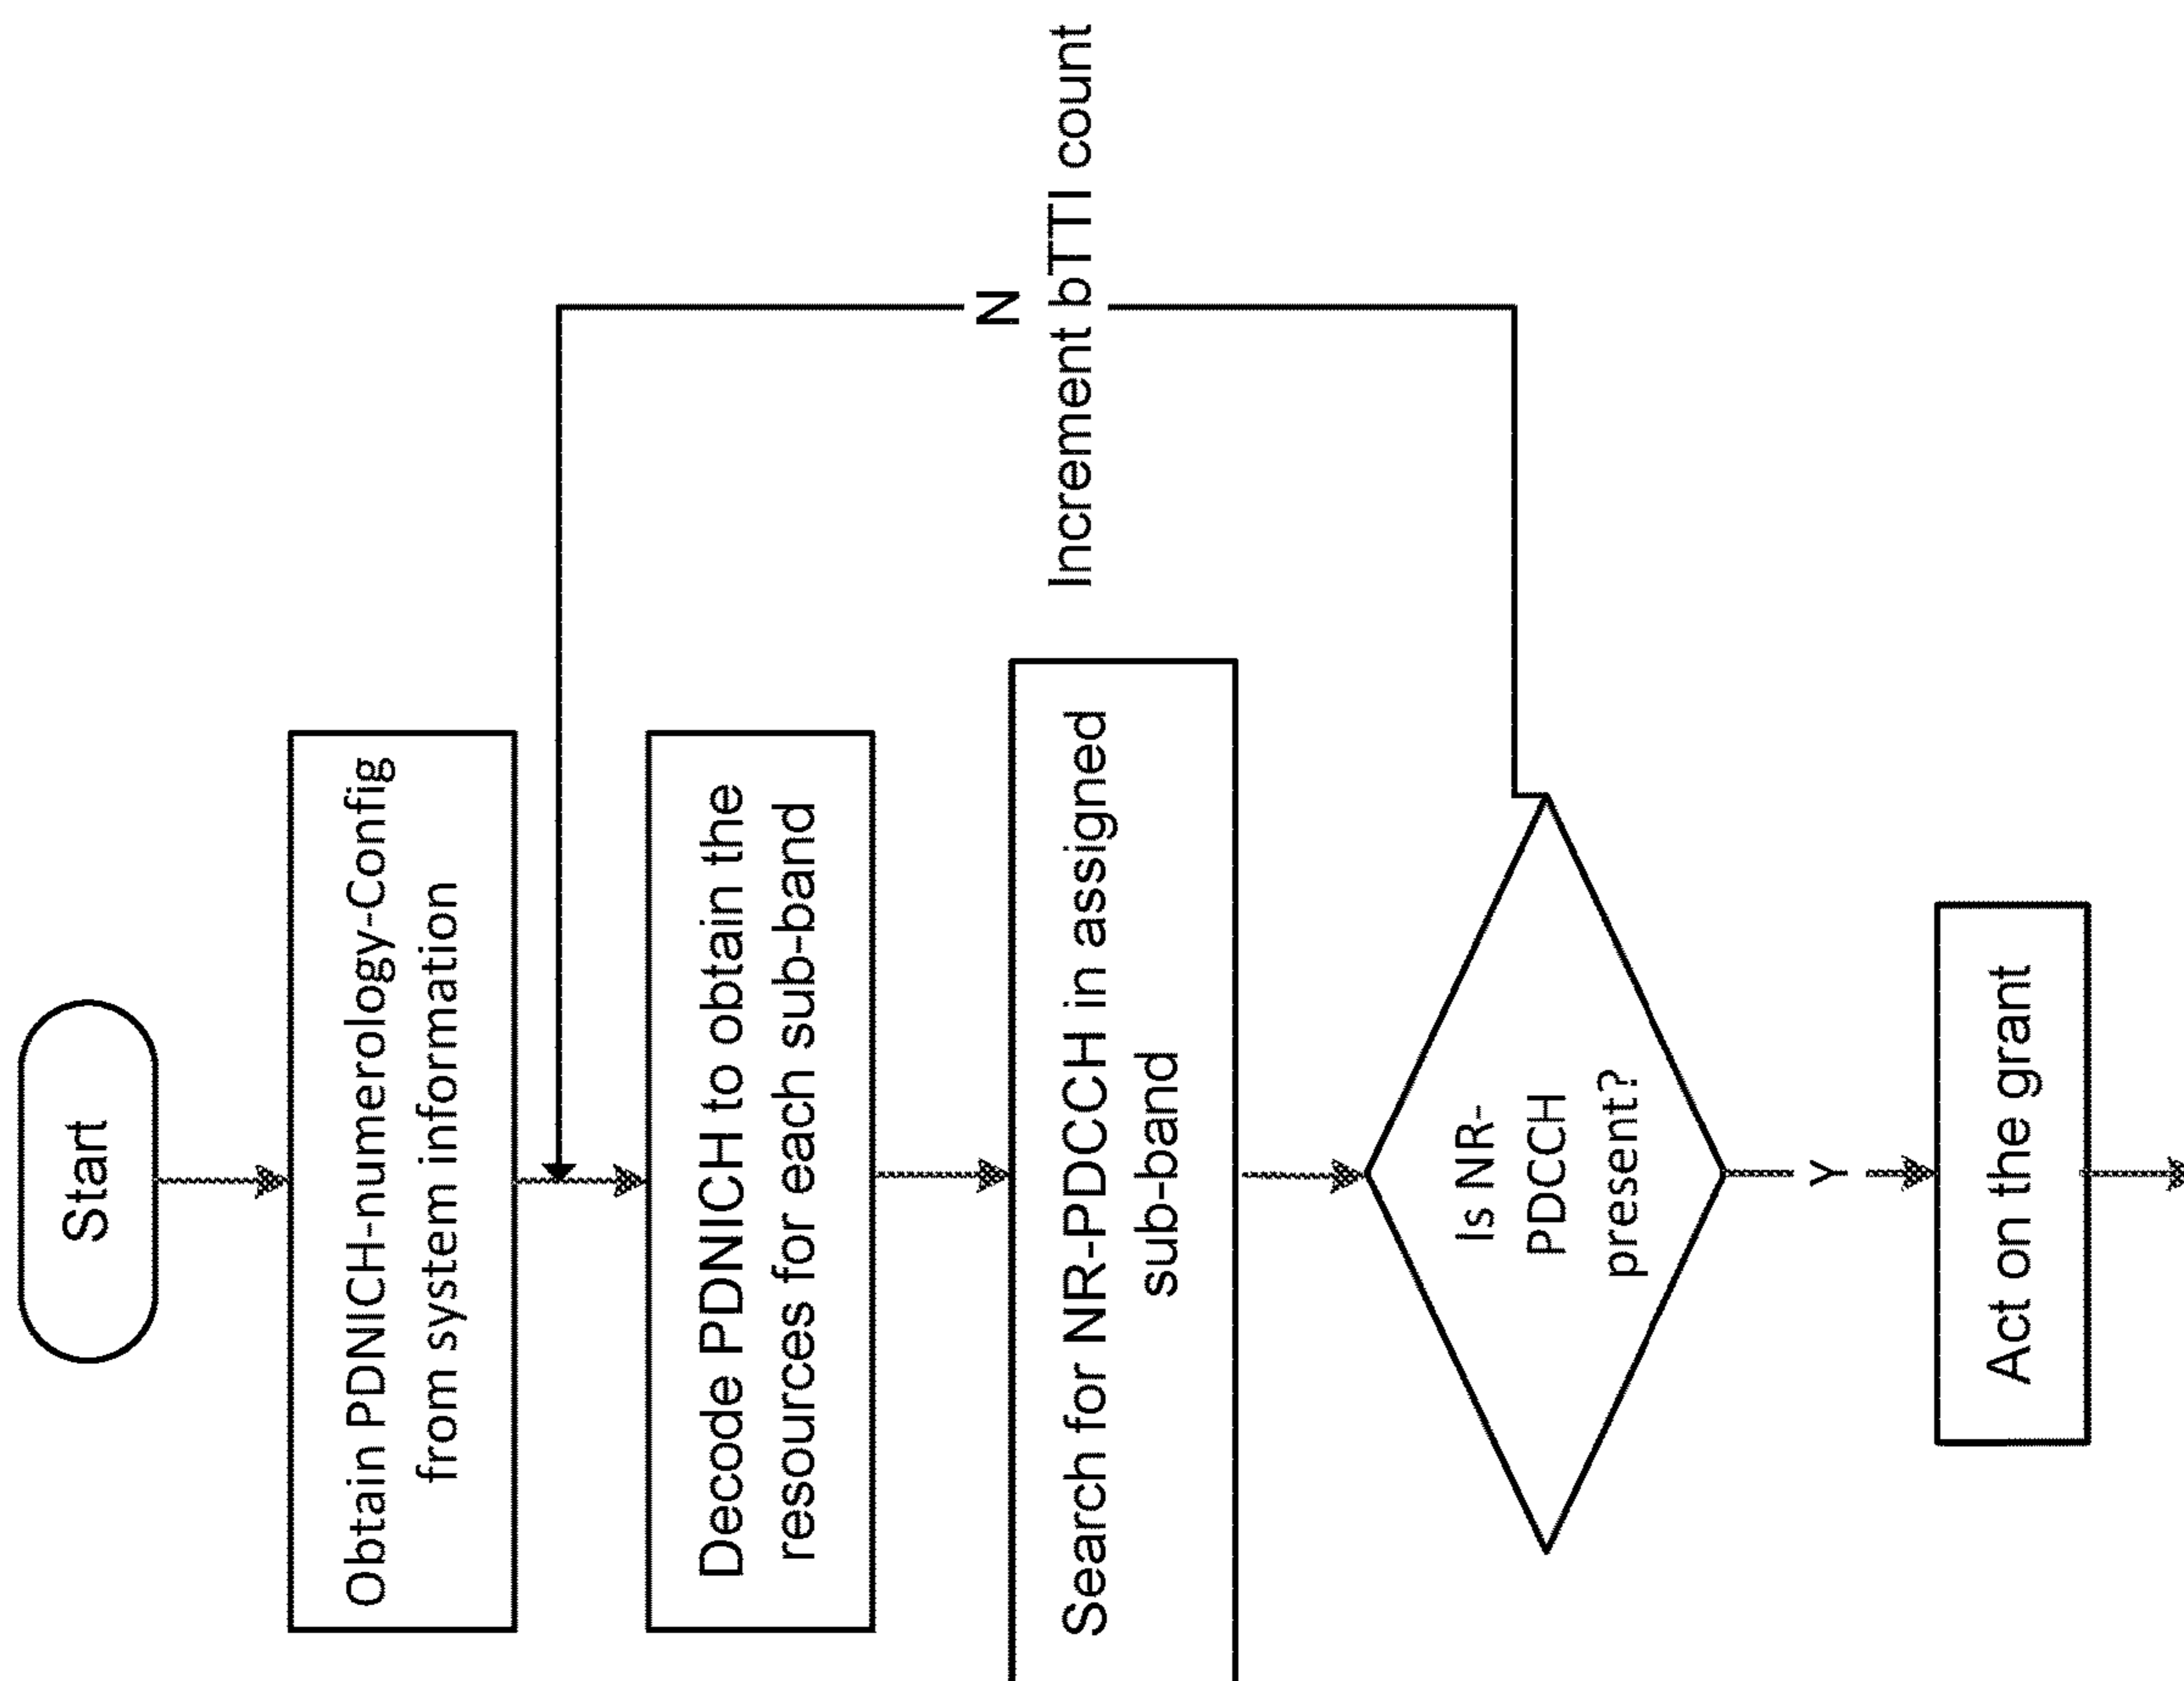 Start
Obtain PDNICH-numerology-Config
from system information
Decode PDNICH to obtain the
resources for each sub-band
Search for NR-PDCCH in assigned
sub-band
Is NR-
PDCCH
present?
N
Increment bTTI count
Y
Act on the grant